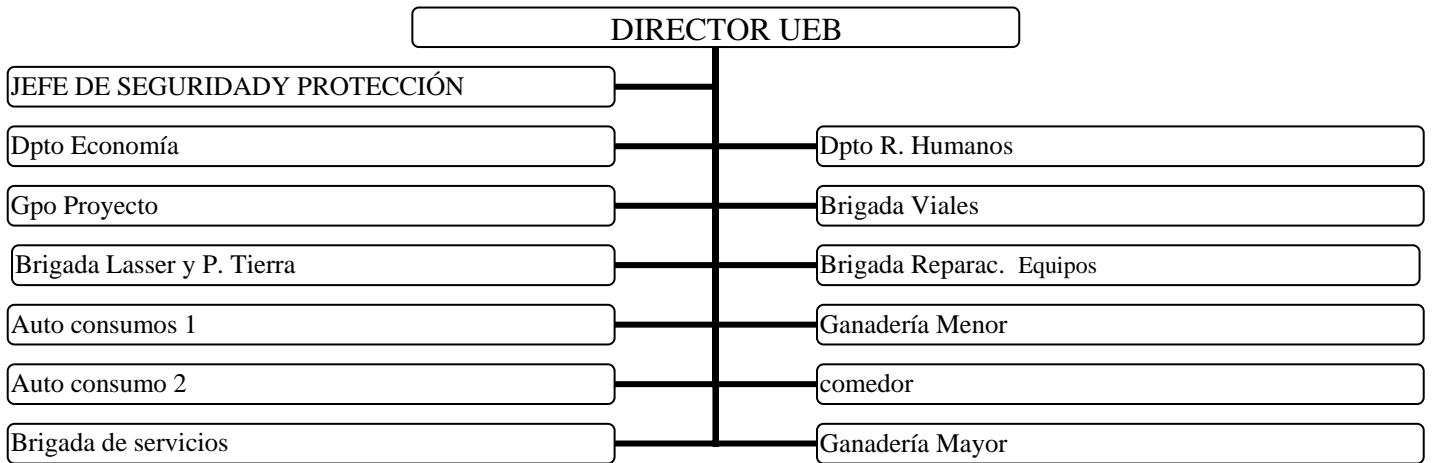 DIRECTOR UEB
JEFE DE SEGURIDADY PROTECCIÓN
Dpto Economía
Dpto R. Humanos
Gpo Proyecto
Brigada Viales
Brigada Lasser y P. Tierra
Brigada Reparac. Equipos
Auto consumos 1
Ganadería Menor
Auto consumo 2
comedor
Brigada de servicios
Ganadería Mayor